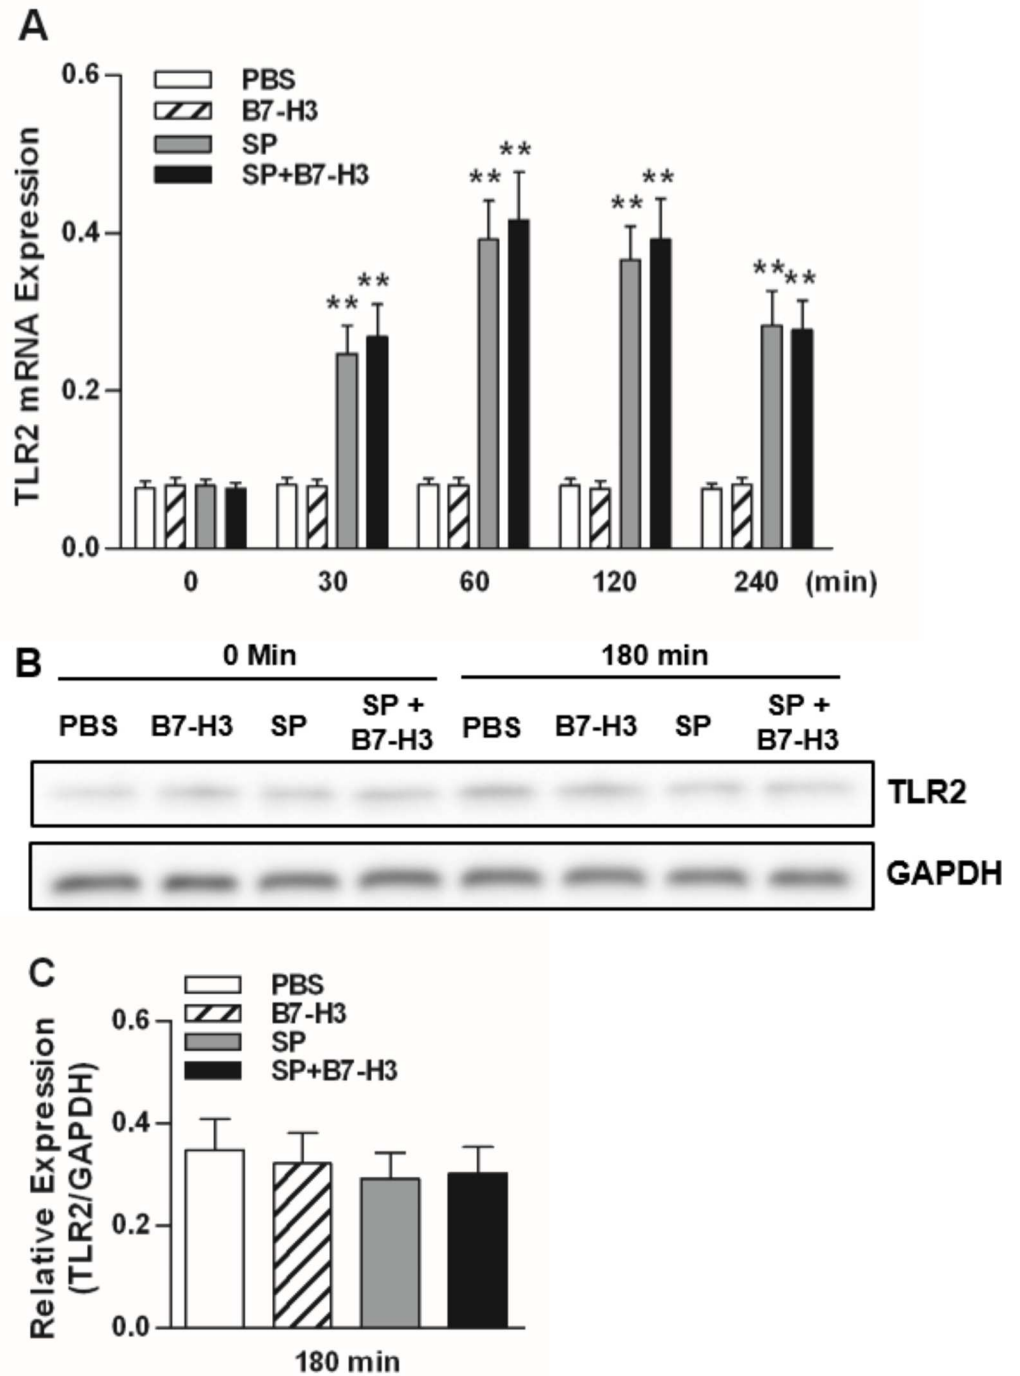 A
0.6
0.4
0.2
0.0
TLR2 mRNA Expression
PBS
B7-H3
SP
SP+B7-H3
** **
** **
** **
** **
0 30 60 120 240 (min)
B
0 Min 180 min
PBS B7-H3 SP SP + B7-H3 PBS B7-H3 SP SP + B7-H3
TLR2
GAPDH
C
PBS
B7-H3
SP
SP+B7-H3
0.6
0.4
0.2
0.0
Relative Expression
(TLR2/GAPDH)
180 min